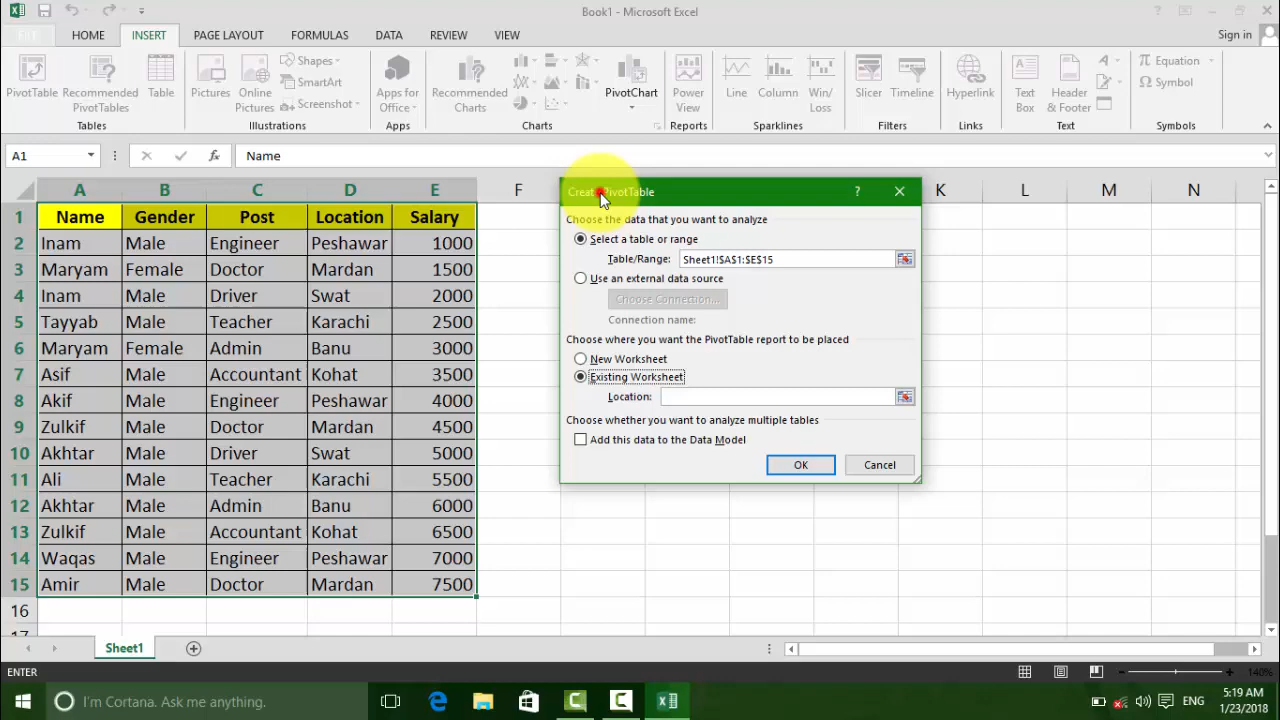 Book1 - Microsoft Excel
HOME INSERT PAGE LAYOUT FORMULAS DATA REVIEW VIEW Sign in
PivotTable
Recommended
PivotTables
Table
Tables
Pictures
Online
Pictures
Shapes
SmartArt
Screenshot
Illustrations
Apps for
Office
Apps
Recommended
Charts
PivotChart
Charts
Power
View
Reports
Line
Column
Win/
Loss
Sparklines
Slicer
Timeline
Filters
Hyperlink
Links
Text
Box
Header
& Footer
Text
Equation
Symbol
Symbols
A1 fx Name
A B C D E F K L M N
1 Name Gender Post Location Salary
2 Inam Male Engineer Peshawar 1000
3 Maryam Female Doctor Mardan 1500
4 Inam Male Driver Swat 2000
5 Tayyab Male Teacher Karachi 2500
6 Maryam Female Admin Banu 3000
7 Asif Male Accountant Kohat 3500
8 Akif Male Engineer Peshawar 4000
9 Zulkif Male Doctor Mardan 4500
10 Akhtar Male Driver Swat 5000
11 Ali Male Teacher Karachi 5500
12 Akhtar Male Admin Banu 6000
13 Zulkif Male Accountant Kohat 6500
14 Waqas Male Engineer Peshawar 7000
15 Amir Male Doctor Mardan 7500
16
17
Create PivotTable ?
Choose the data that you want to analyze
Select a table or range
Table/Range: Sheet1!$A$1:$E$15
Use an external data source
Choose Connection...
Connection name:
Choose where you want the PivotTable report to be placed
New Worksheet
Existing Worksheet
Location:
Choose whether you want to analyze multiple tables
Add this data to the Data Model
OK Cancel
Sheet1
ENTER 140%
I'm Cortana. Ask me anything.
ENG
5:19 AM
1/23/2018